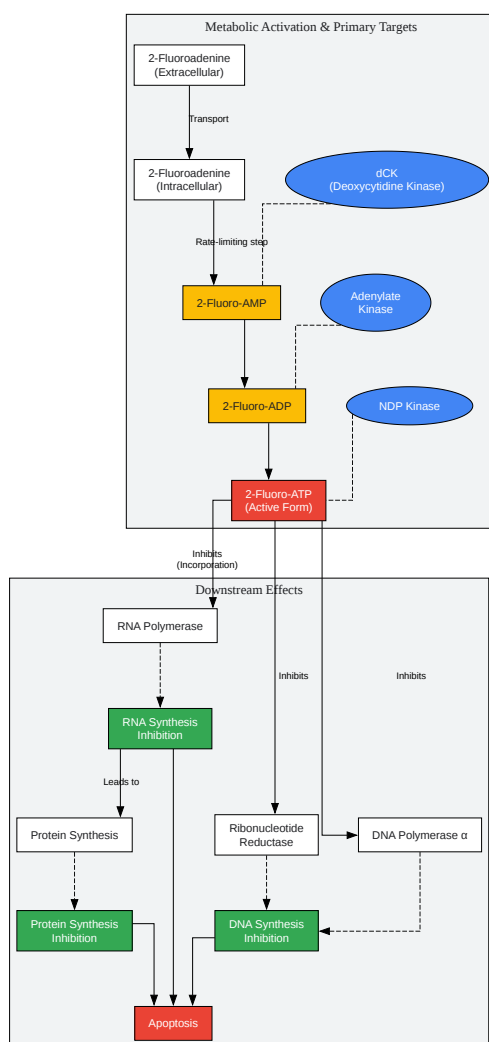 Metabolic Activation & Primary Targets
2-Fluoroadenine
(Extracellular)
Transport
2-Fluoroadenine
(Intracellular)
dCK
(Deoxycytidine Kinase)
Rate-limiting step
2-Fluoro-AMP
Adenylate
Kinase
2-Fluoro-ADP
NDP Kinase
2-Fluoro-ATP
(Active Form)
Inhibits
(Incorporation)
Downstream Effects
RNA Polymerase
Inhibits
Inhibits
RNA Synthesis
Inhibition
Leads to
Protein Synthesis
Ribonucleotide
Reductase
DNA Polymerase α
Protein Synthesis
Inhibition
DNA Synthesis
Inhibition
Apoptosis